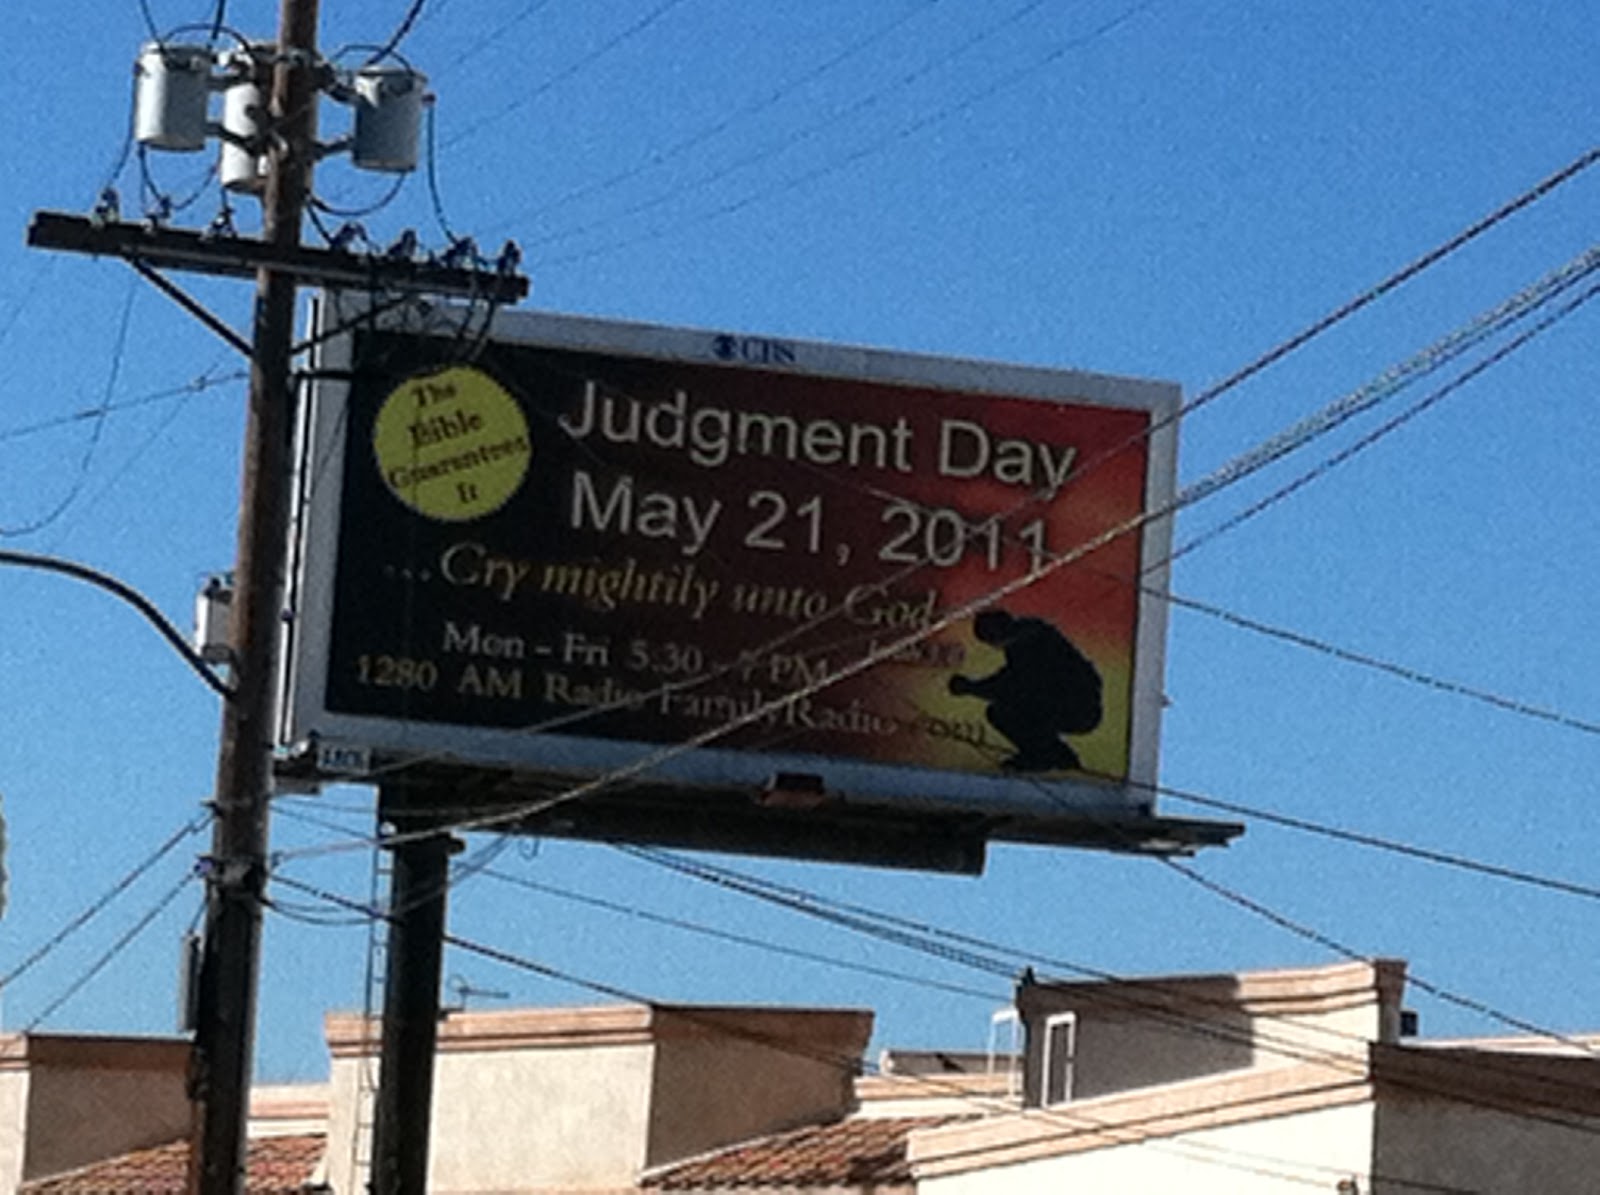 CBS
The
Bible
Guarantees
It
Judgment Day
May 21, 2011
...Cry mightily unto God
Mon - Fri 5:30 - 7 PM
1280 AM Radio FamilyRadio.com